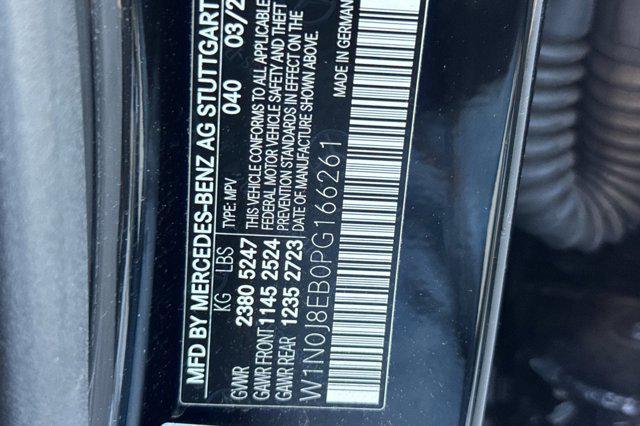 MFD BY MERCEDES-BENZ AG STUTTGART
KG LBS TYPE: MPV 040 03/2
GVWR 2380 5247 THIS VEHICLE CONFORMS TO ALL APPLICABLE
GAWR FRONT 1145 2524 FEDERAL MOTOR VEHICLE SAFETY AND THEFT
GAWR REAR 1235 2723 PREVENTION STANDARDS IN EFFECT ON THE
DATE OF MANUFACTURE SHOWN ABOVE.
W1N0J8EB0PG166261 MADE IN GERMANY